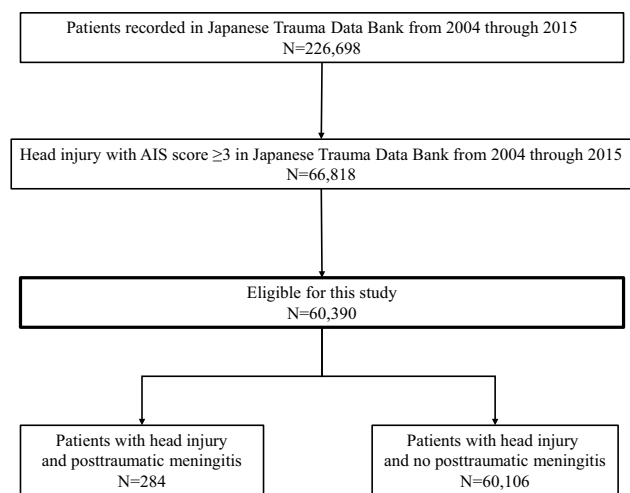 Patients recorded in Japanese Trauma Data Bank from 2004 through 2015
N=226,698
Head injury with AIS score ≥3 in Japanese Trauma Data Bank from 2004 through 2015
N=66,818
Eligible for this study
N=60,390
Patients with head injury
and posttraumatic meningitis
N=284
Patients with head injury
and no posttraumatic meningitis
N=60,106